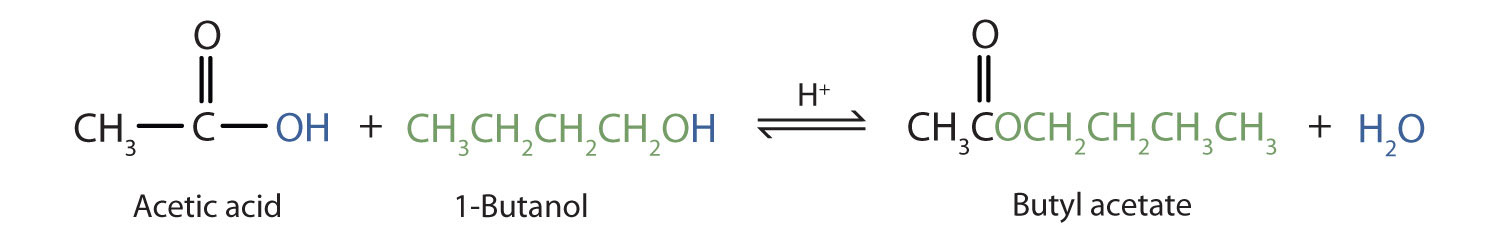 O O
CH₃—C—OH + CH₃CH₂CH₂CH₂OH ⇌ H⁺ CH₃COCH₂CH₂CH₃CH₃ + H₂O
Acetic acid 1-Butanol Butyl acetate